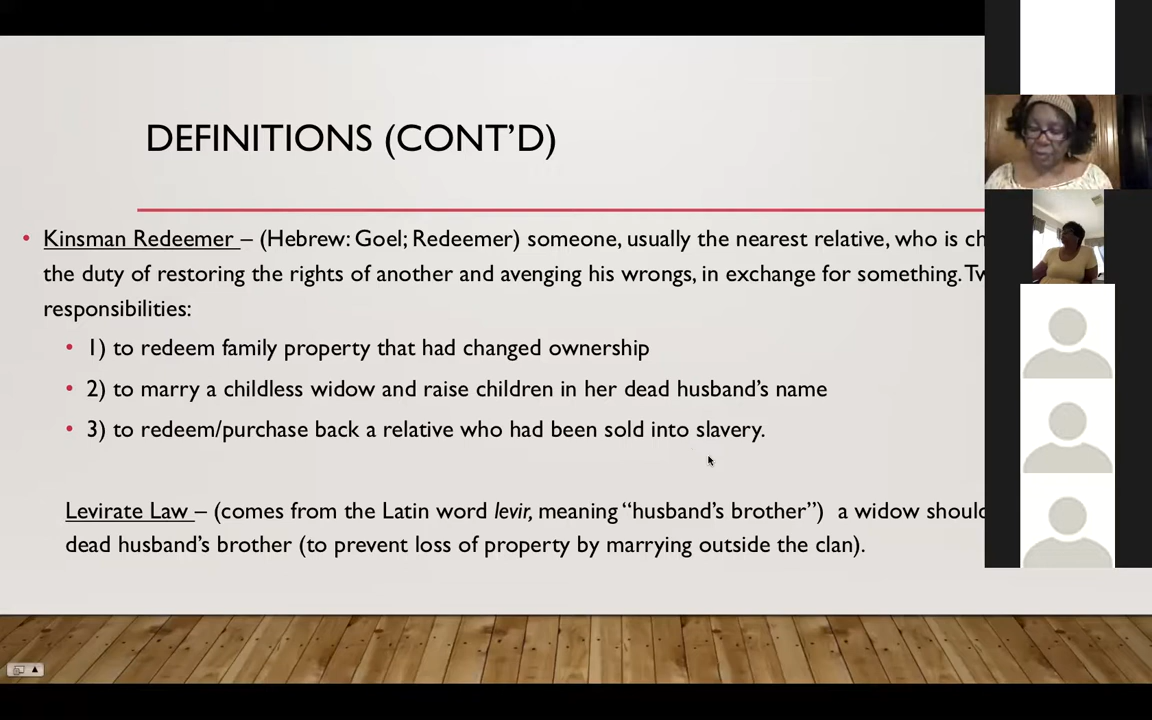 DEFINITIONS (CONT'D)
• Kinsman Redeemer – (Hebrew: Goel; Redeemer) someone, usually the nearest relative, who is
the duty of restoring the rights of another and avenging his wrongs, in exchange for something.
responsibilities:
• 1) to redeem family property that had changed ownership
• 2) to marry a childless widow and raise children in her dead husband's name
• 3) to redeem/purchase back a relative who had been sold into slavery.
Levirate Law – (comes from the Latin word levir, meaning "husband's brother") a widow should
dead husband's brother (to prevent loss of property by marrying outside the clan).